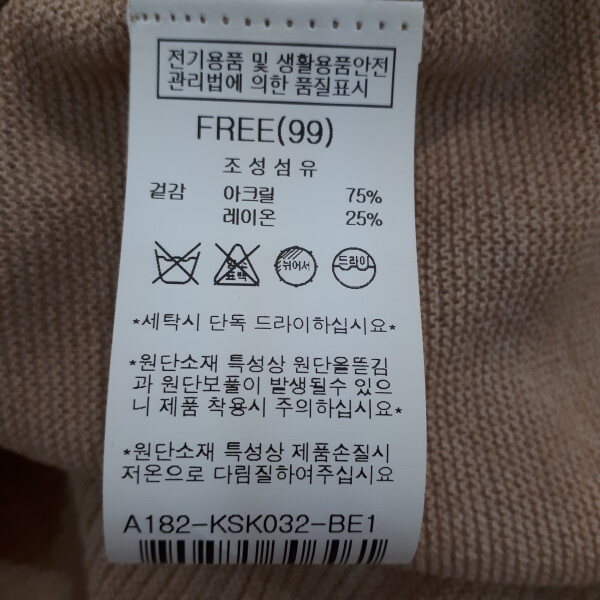 전기용품 및 생활용품안전
관리법에 의한 품질표시
FREE(99)
조성섬유
겉감 아크릴 75%
레이온 25%
염소 뉘어서 드라이
표백
*세탁시 단독 드라이하십시요*
*원단소재 특성상 원단올뜯김
과 원단보풀이 발생될수 있으
니 제품 착용시 주의하십시요*
*원단소재 특성상 제품손질시
저온으로 다림질하여주십시요
A182-KSK032-BE1